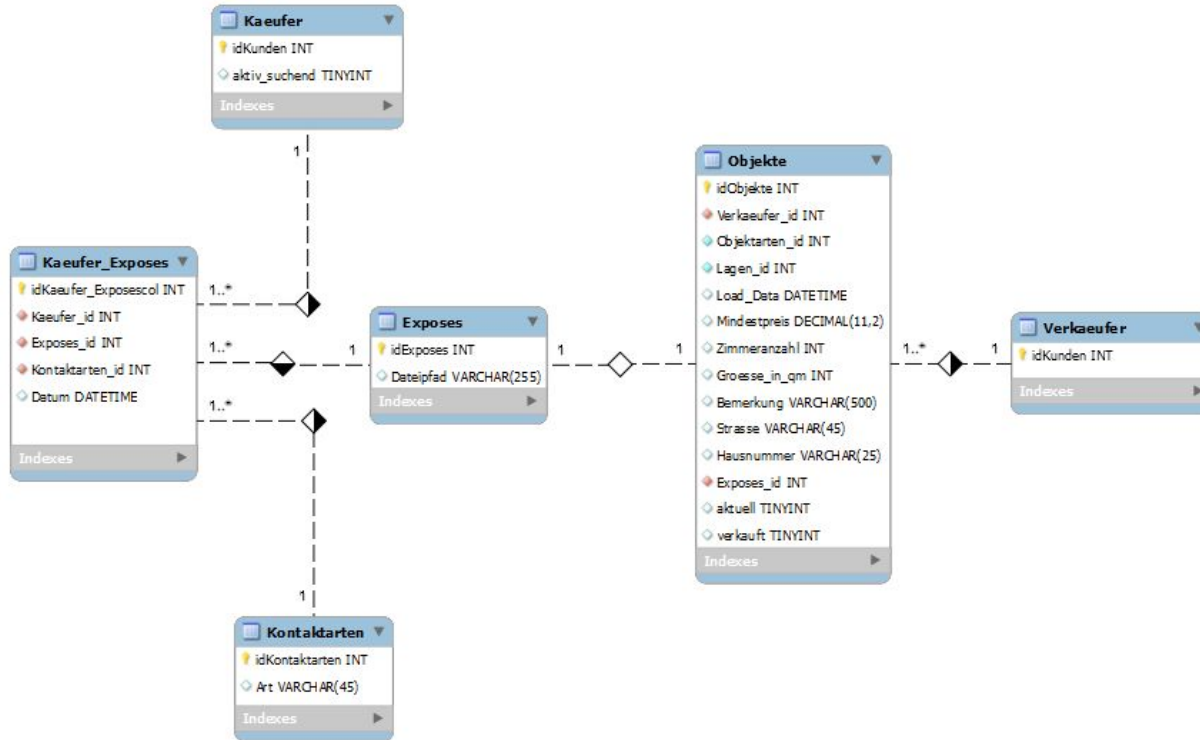 Kaeufer
idKunden INT
aktiv_suchend TINYINT
Indexes
1
Kaeufer_Exposes
idKaeufer_Exposescol INT
Kaeufer_id INT
Exposes_id INT
Kontaktarten_id INT
Datum DATETIME
Indexes
1..*
1..*
1..*
1
Exposes
idExposes INT
Dateipfad VARCHAR(255)
Indexes
1
1
Objekte
idObjekte INT
Verkaeufer_id INT
Objektarten_id INT
Lagen_id INT
Load_Data DATETIME
Mindestpreis DECIMAL(11,2)
Zimmeranzahl INT
Groesse_in_qm INT
Bemerkung VARCHAR(500)
Strasse VARCHAR(45)
Hausnummer VARCHAR(25)
Exposes_id INT
aktuell TINYINT
verkauft TINYINT
Indexes
1..*
1
Verkaeufer
idKunden INT
Indexes
1
Kontaktarten
idKontaktarten INT
Art VARCHAR(45)
Indexes